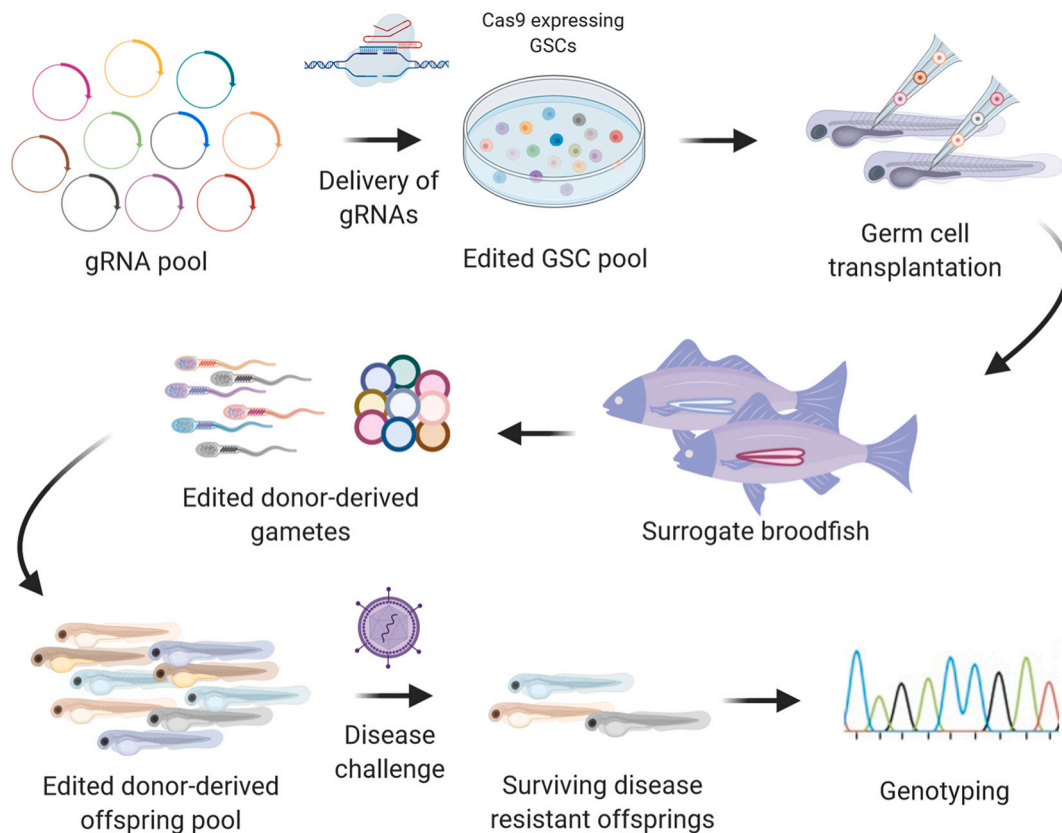 Cas9 expressing
GSCs
Delivery of
gRNAs
gRNA pool
Edited GSC pool
Germ cell
transplantation
Edited donor-derived
gametes
Surrogate broodfish
Disease
challenge
Edited donor-derived
offspring pool
Surviving disease
resistant offsprings
Genotyping